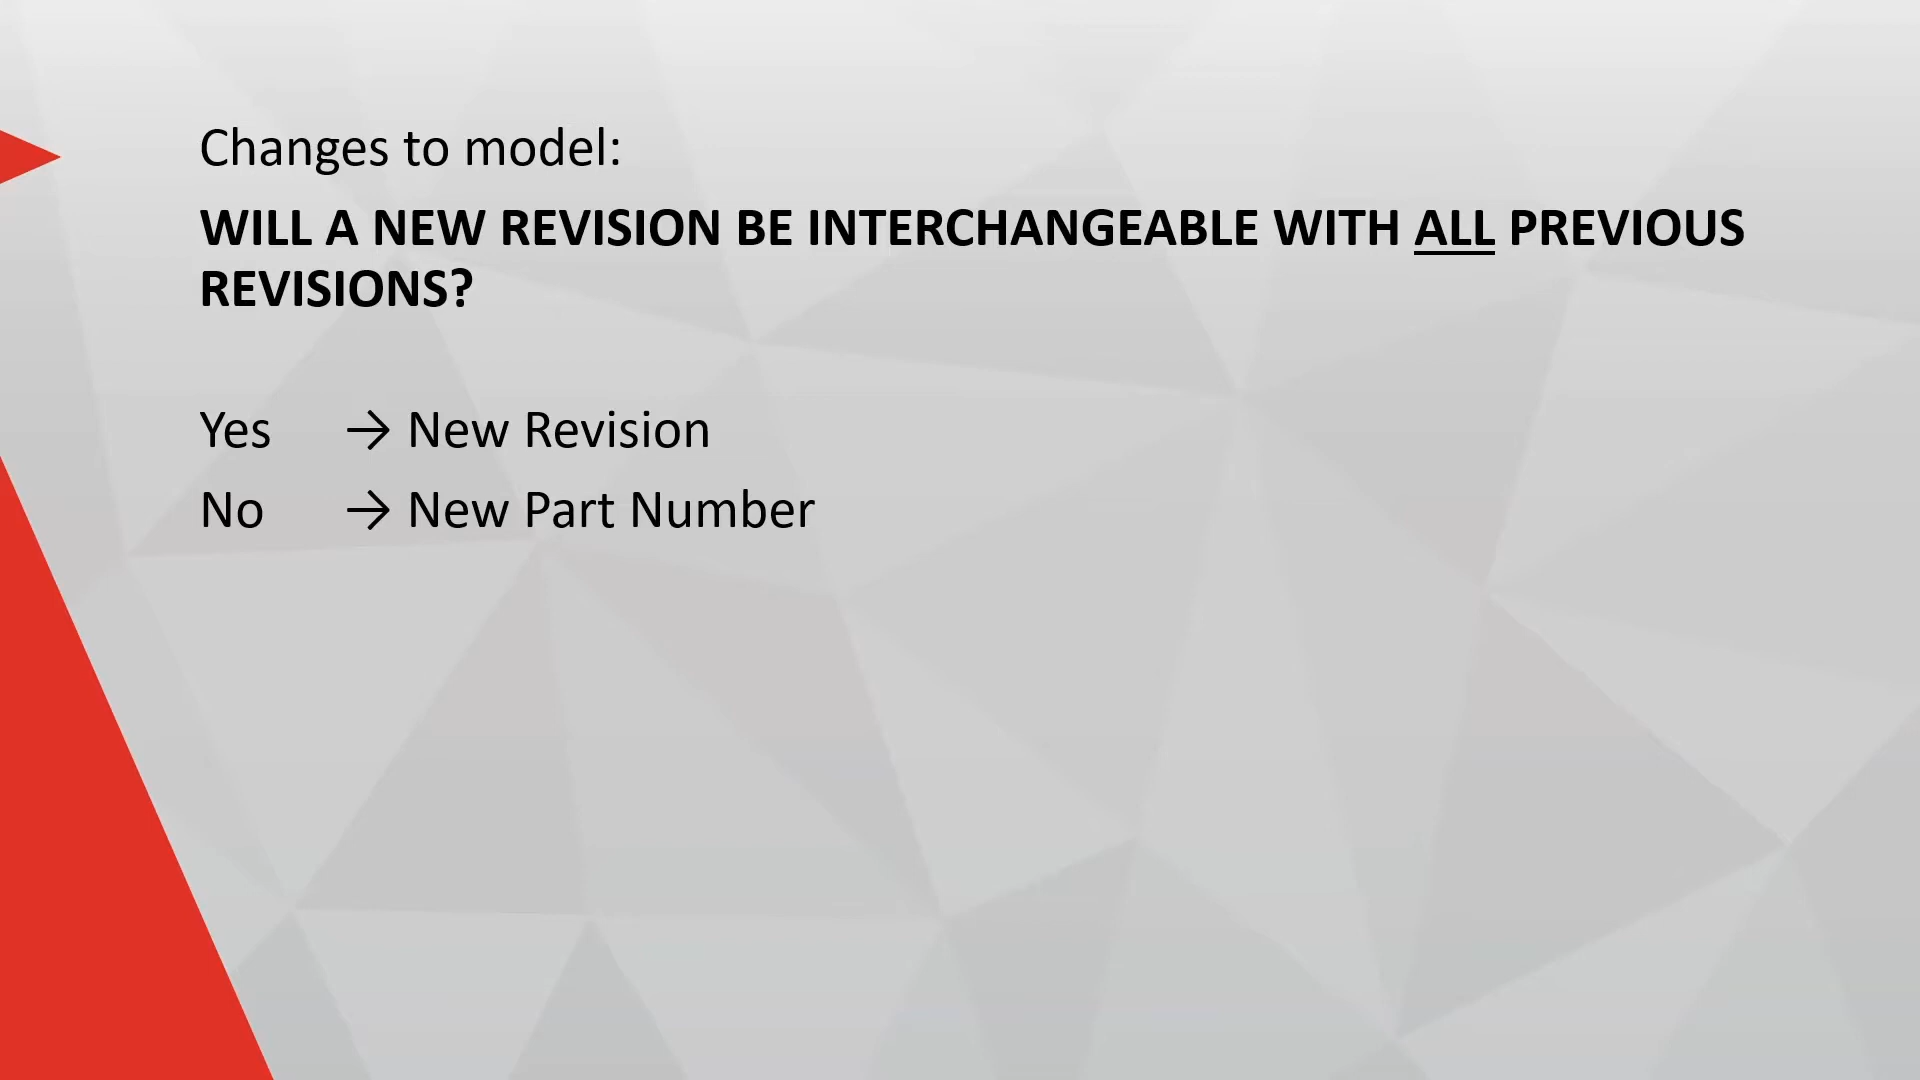 Changes to model:
WILL A NEW REVISION BE INTERCHANGEABLE WITH ALL PREVIOUS
REVISIONS?
Yes → New Revision
No → New Part Number